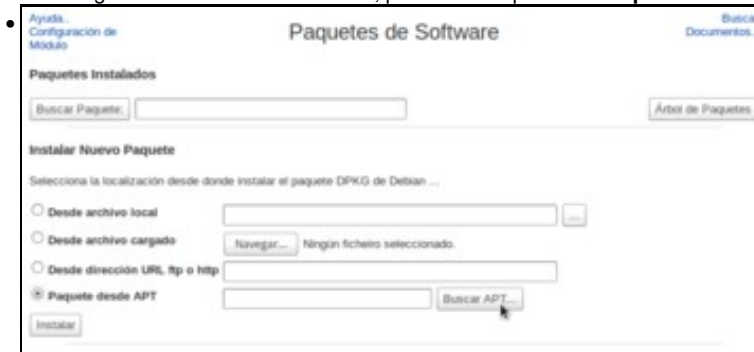 Ayuda..
Configuración de
Módulo
Paquetes de Software
Busca
Documentos.
Paquetes Instalados
Buscar Paquete:
Árbol de Paquetes
Instalar Nuevo Paquete
Selecciona la localización desde donde instalar el paquete DPKG de Debian ...
Desde archivo local
...
Desde archivo cargado
Navegar... Ningún ficheiro seleccionado.
Desde dirección URL ftp o http
Paquete desde APT
Buscar APT...
Instalar